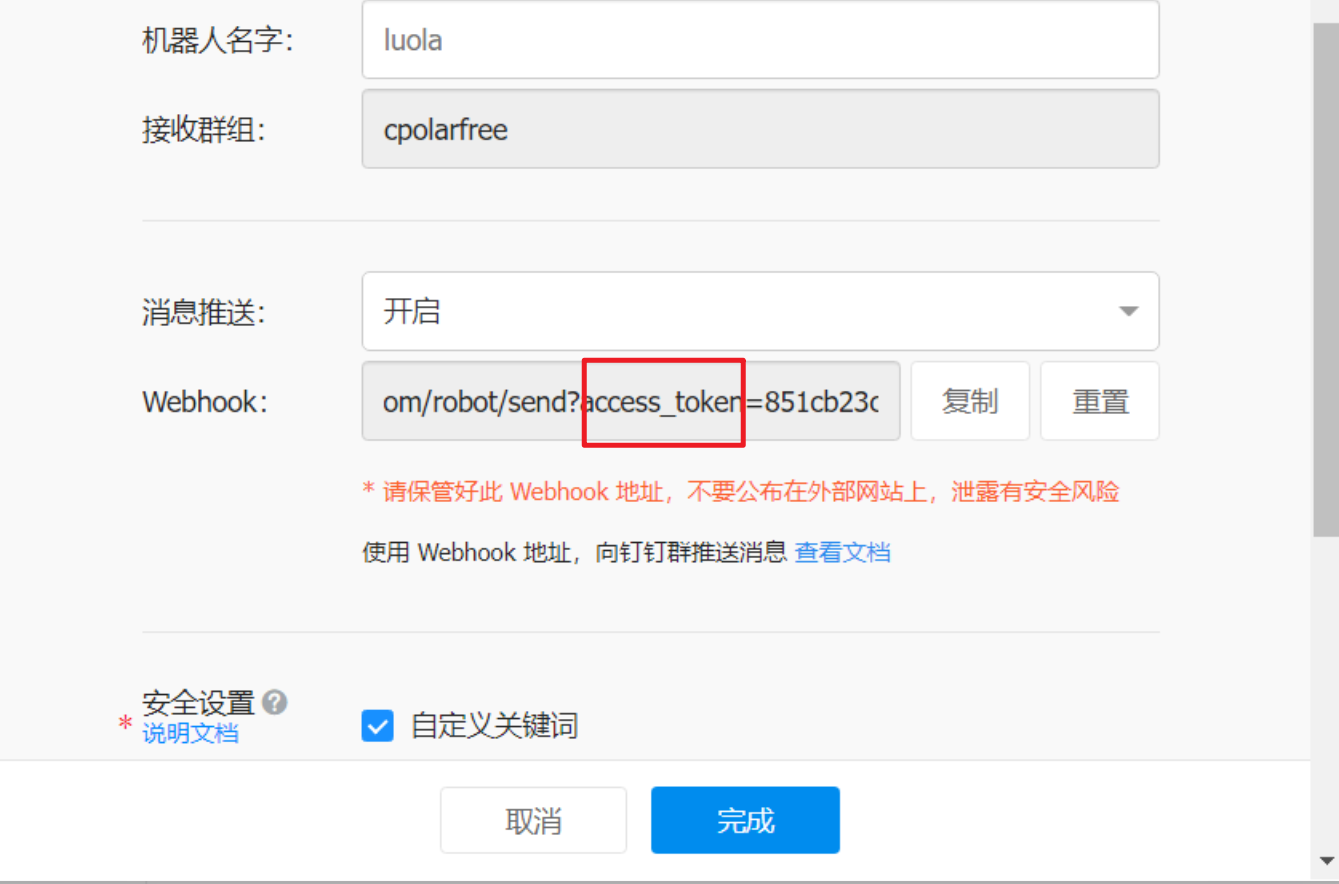 机器人名字：
luola
接收群组：
cpolarfree
消息推送：
开启
Webhook：
om/robot/send?access_token=851cb23c
复制
重置
* 请保管好此 Webhook 地址，不要公布在外部网站上，泄露有安全风险
使用 Webhook 地址，向钉钉群推送消息 查看文档
* 安全设置
说明文档
自定义关键词
取消
完成